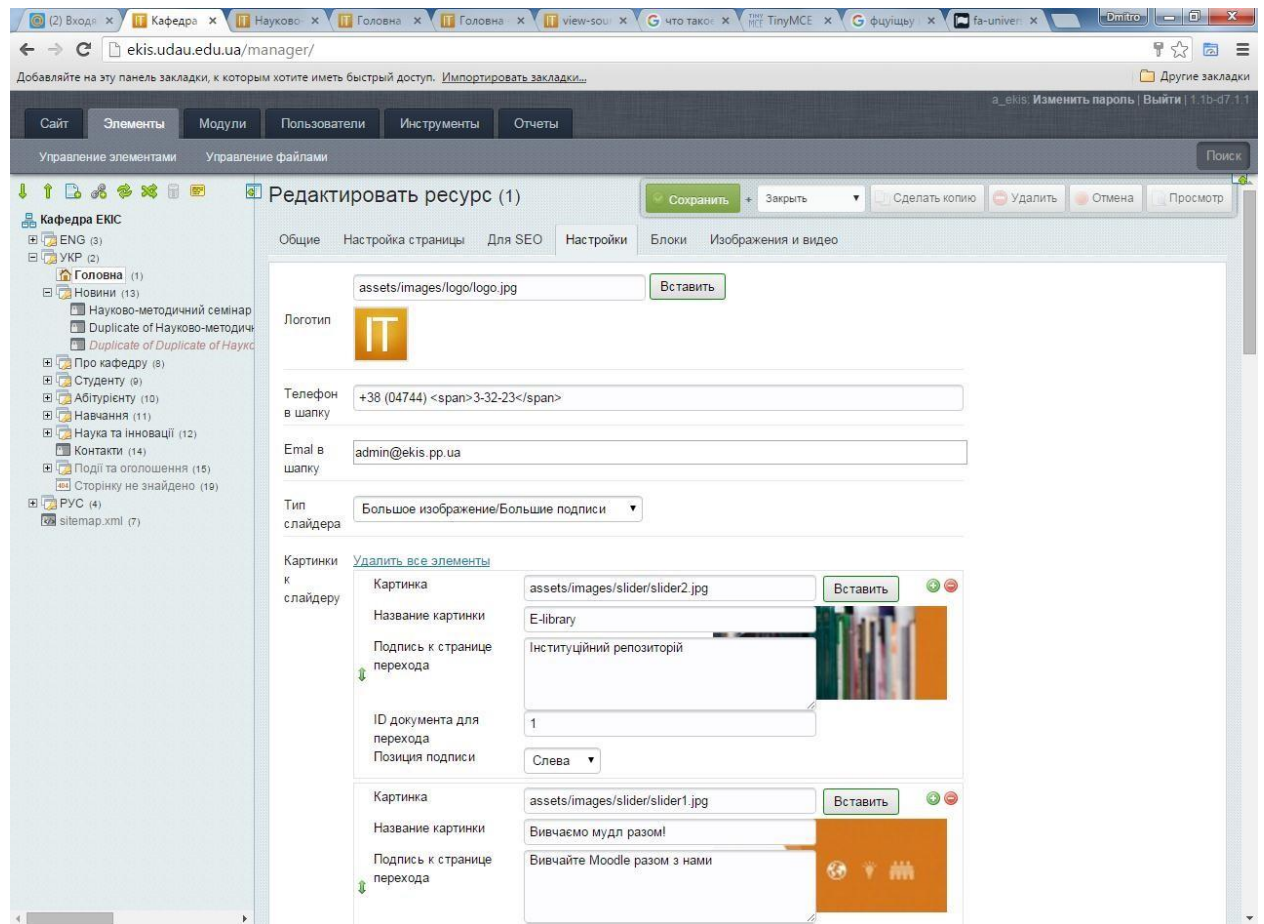 (2) Входя
Кафедра
Науково-
Головна
Головна
view-sou
что тако
TinyMCE
фцуищьу
fa-univer
Dmitro
ekis.udau.edu.ua/manager/
Добавляйте на эту панель закладки, к которым хотите иметь быстрый доступ. Импортировать закладки...
Другие закладки
a_ekis: Изменить пароль | Выйти | 1.1b-d7.1.1
Сайт Элементы Модули Пользователи Инструменты Отчеты
Управление элементами Управление файлами Поиск
Редактировать ресурс (1)
Сохранить + Закрыть Сделать копию Удалить Отмена Просмотр
Кафедра ЕКІС
ENG (3)
УКР (2)
Головна (1)
Новини (13)
Науково-методичний семінар
Duplicate of Науково-методичн
Duplicate of Duplicate of Науко
Про кафедру (8)
Студенту (9)
Абітурієнту (10)
Навчання (11)
Наука та інновації (12)
Контакти (14)
Події та оголошення (15)
404 Сторінку не знайдено (19)
РУС (4)
sitemap.xml (7)
Общие Настройка страницы Для SEO Настройки Блоки Изображения и видео
assets/images/logo/logo.jpg Вставить
Логотип
IT
Телефон в шапку
+38 (04744) <span>3-32-23</span>
Emal в шапку
admin@ekis.pp.ua
Тип слайдера
Большое изображение/Большие подписи
Картинки к слайдеру
Удалить все элементы
Картинка assets/images/slider/slider2.jpg Вставить
Название картинки E-library
Подпись к странице перехода Інституційний репозиторій
ID документа для перехода 1
Позиция подписи Слева
Картинка assets/images/slider/slider1.jpg Вставить
Название картинки Вивчаємо мудл разом!
Подпись к странице перехода Вивчайте Moodle разом з нами